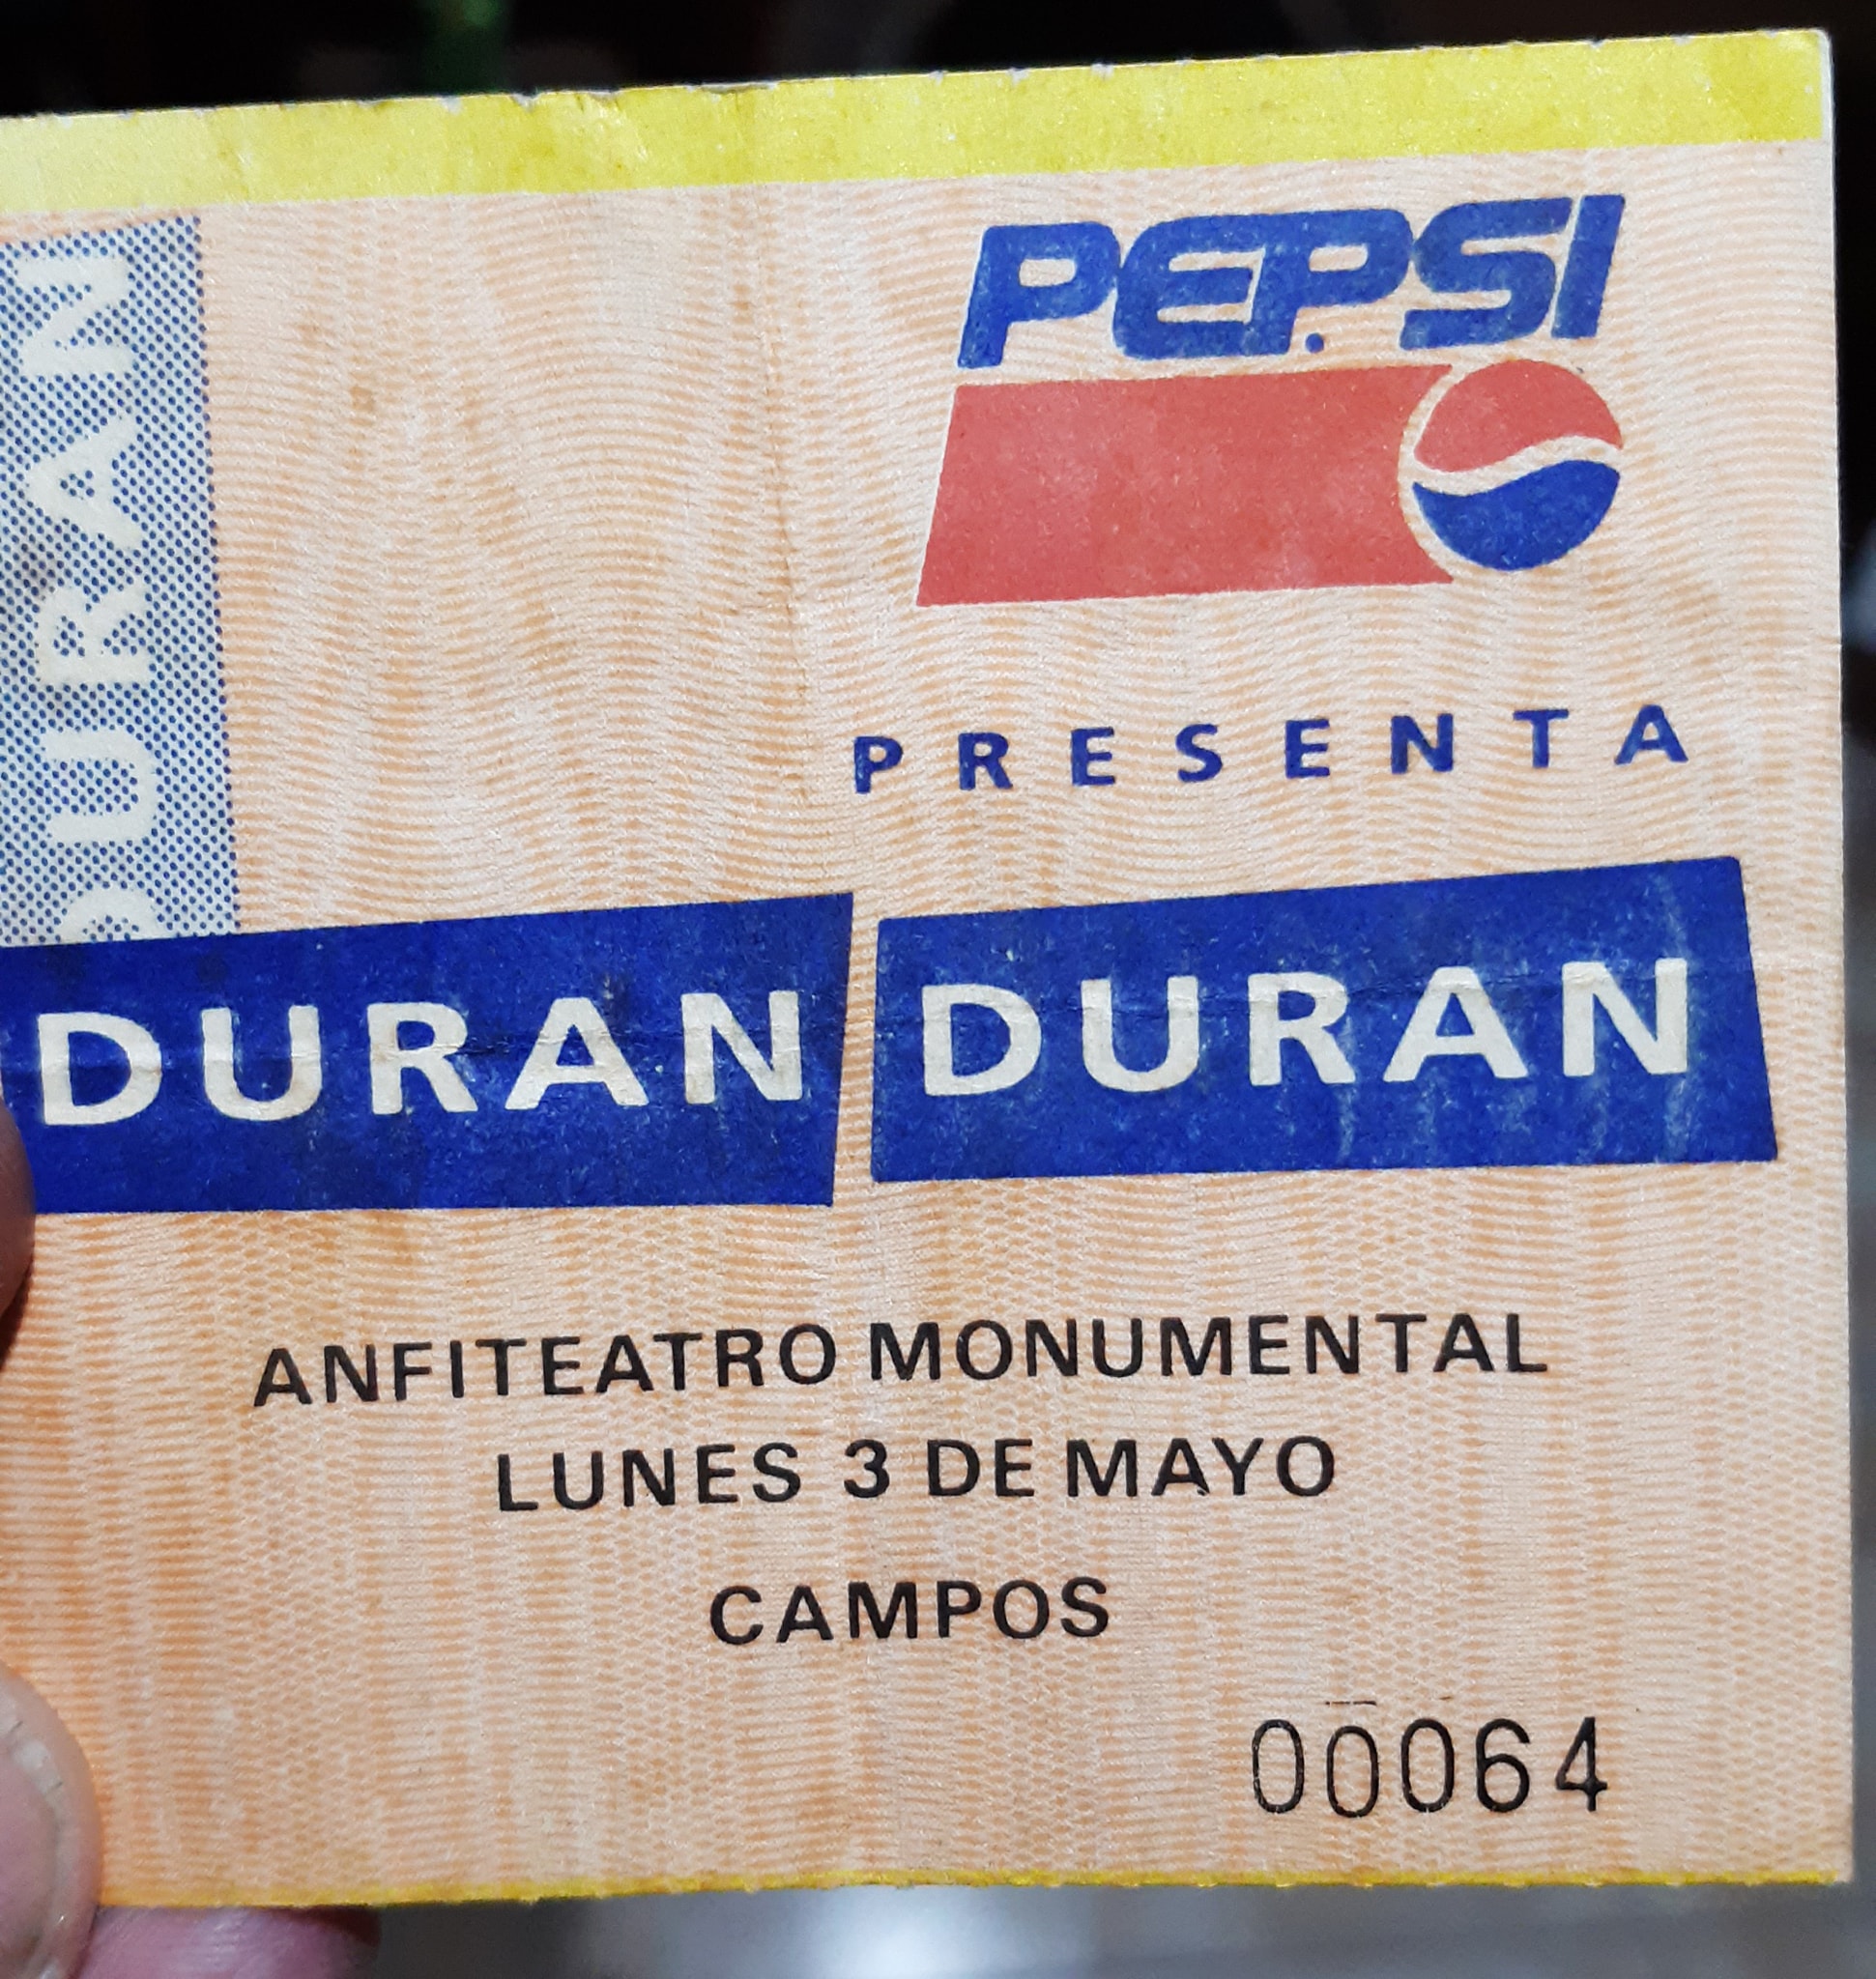 PEPSI
PRESENTA
DURAN
DURAN DURAN
ANFITEATRO MONUMENTAL
LUNES 3 DE MAYO
CAMPOS
00064